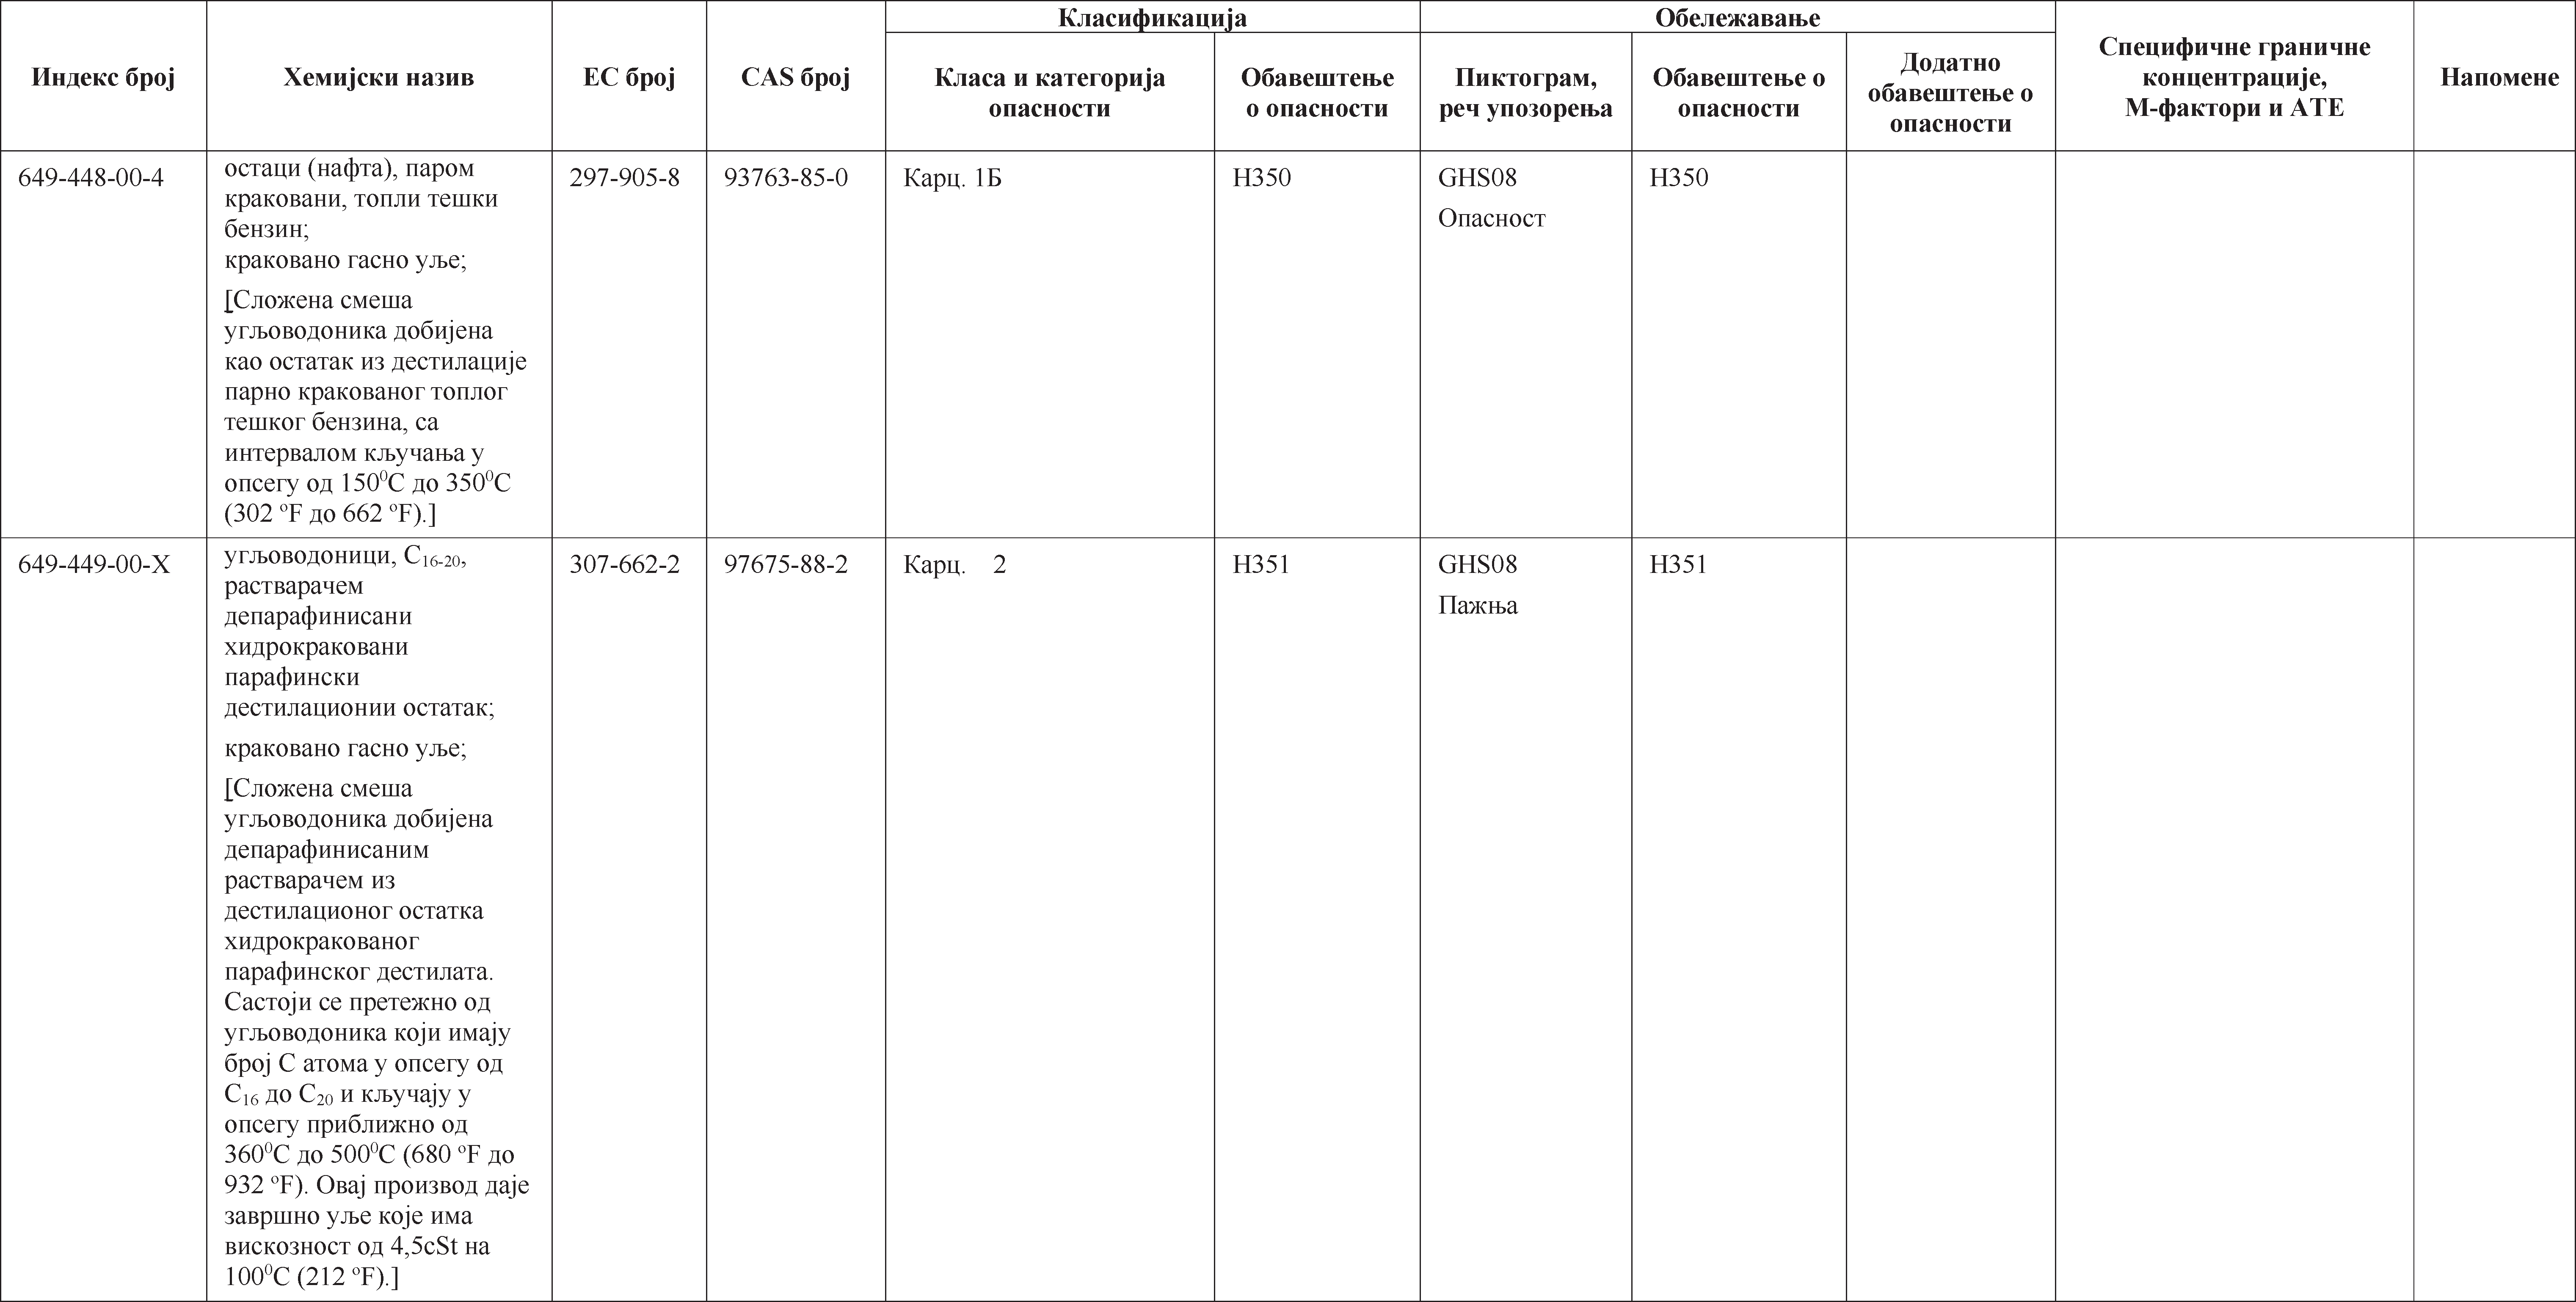 Индекс број
Хемијски назив
ЕС број
CAS број
Класификација
Класа и категорија
опасности
Обавештење
о опасности
Обележавање
Пиктограм,
реч упозорења
Обавештење о
опасности
Додатно
обавештење о
опасности
Специфичне граничне
концентрације,
М-фактори и АТЕ
Напомене
649-448-00-4
остаци (нафта), паром
краковани, топли тешки
бензин;
краковано гасно уље;
[Сложена смеша
угљоводоника добијена
као остатак из дестилације
парно кракованог топлог
тешког бензина, са
интервалом кључања у
опсегу од 150⁰C до 350⁰C
(302 ºF до 662 ºF).]
297-905-8
93763-85-0
Карц. 1Б
H350
GHS08
Опасност
H350
649-449-00-X
угљоводоници, C₁₆₋₂₀,
растварачем
депарафинисани
хидрокраковани
парафински
дестилационии остатак;
краковано гасно уље;
[Сложена смеша
угљоводоника добијена
депарафинисаним
растварачем из
дестилационог остатка
хидрокракованог
парафинског дестилата.
Састоји се претежно од
угљоводоника који имају
број C атома у опсегу од
C₁₆ до C₂₀ и кључају у
опсегу приближно од
360⁰C до 500⁰C (680 ºF до
932 ºF). Овај производ даје
завршно уље које има
вискозност од 4,5cSt на
100⁰C (212 ºF).]
307-662-2
97675-88-2
Карц. 2
H351
GHS08
Пажња
H351